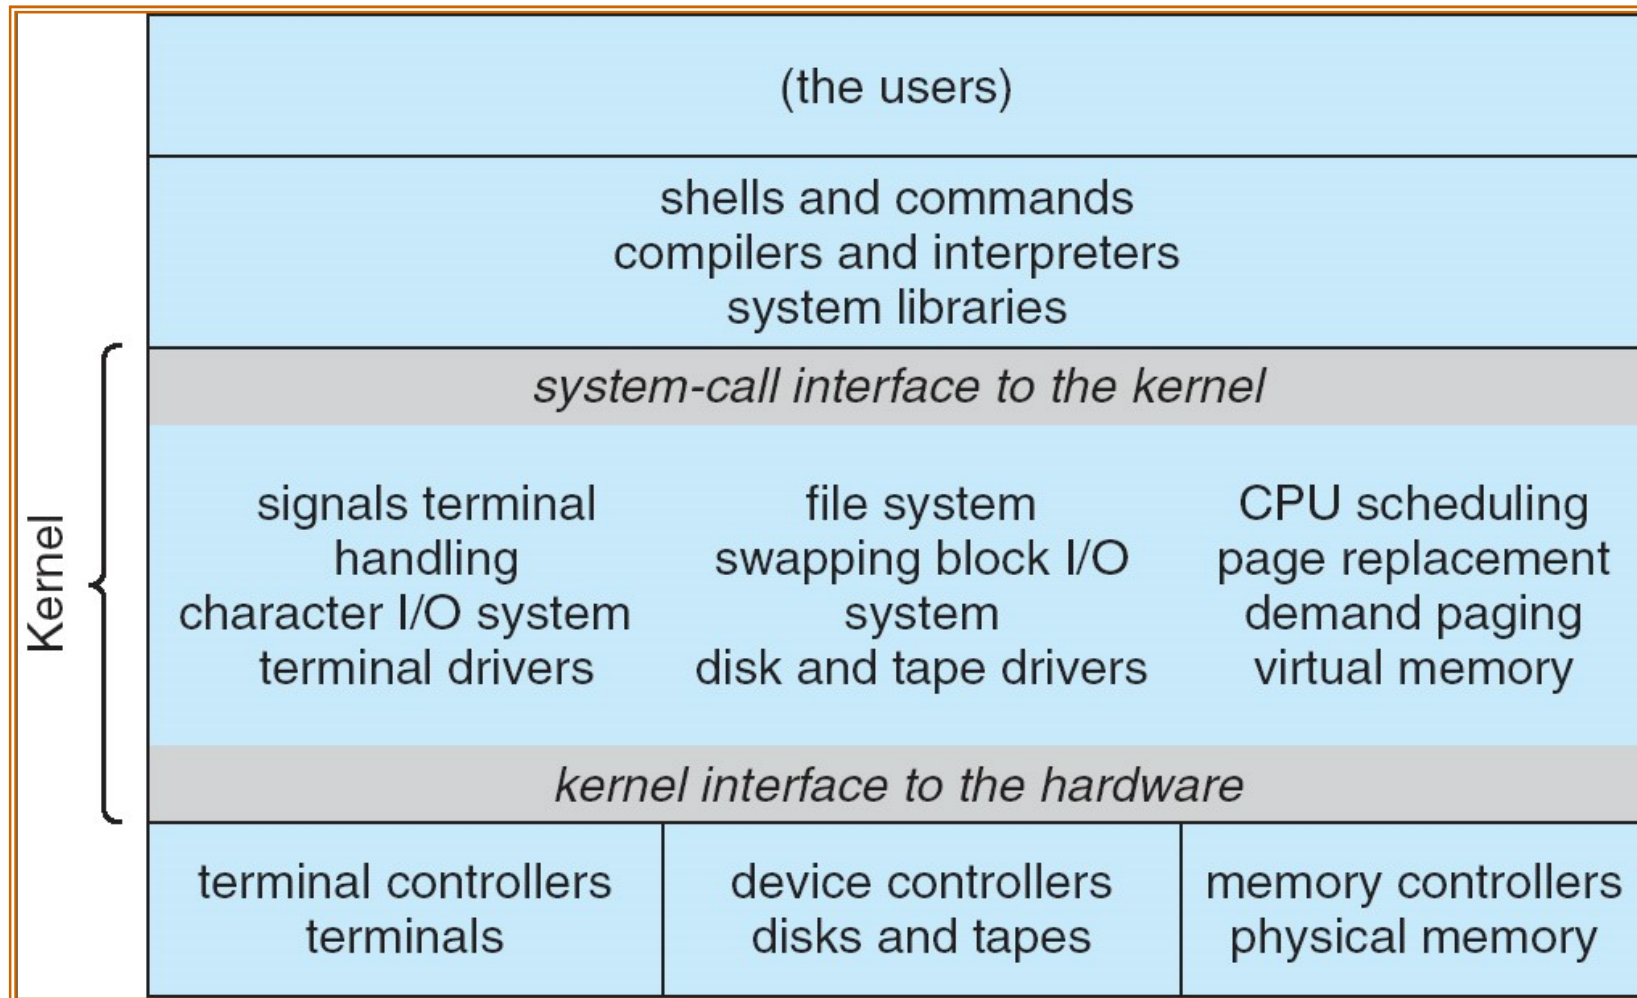 (the users)
shells and commands
compilers and interpreters
system libraries
system-call interface to the kernel
Kernel
signals terminal
handling
character I/O system
terminal drivers
file system
swapping block I/O
system
disk and tape drivers
CPU scheduling
page replacement
demand paging
virtual memory
kernel interface to the hardware
terminal controllers
terminals
device controllers
disks and tapes
memory controllers
physical memory